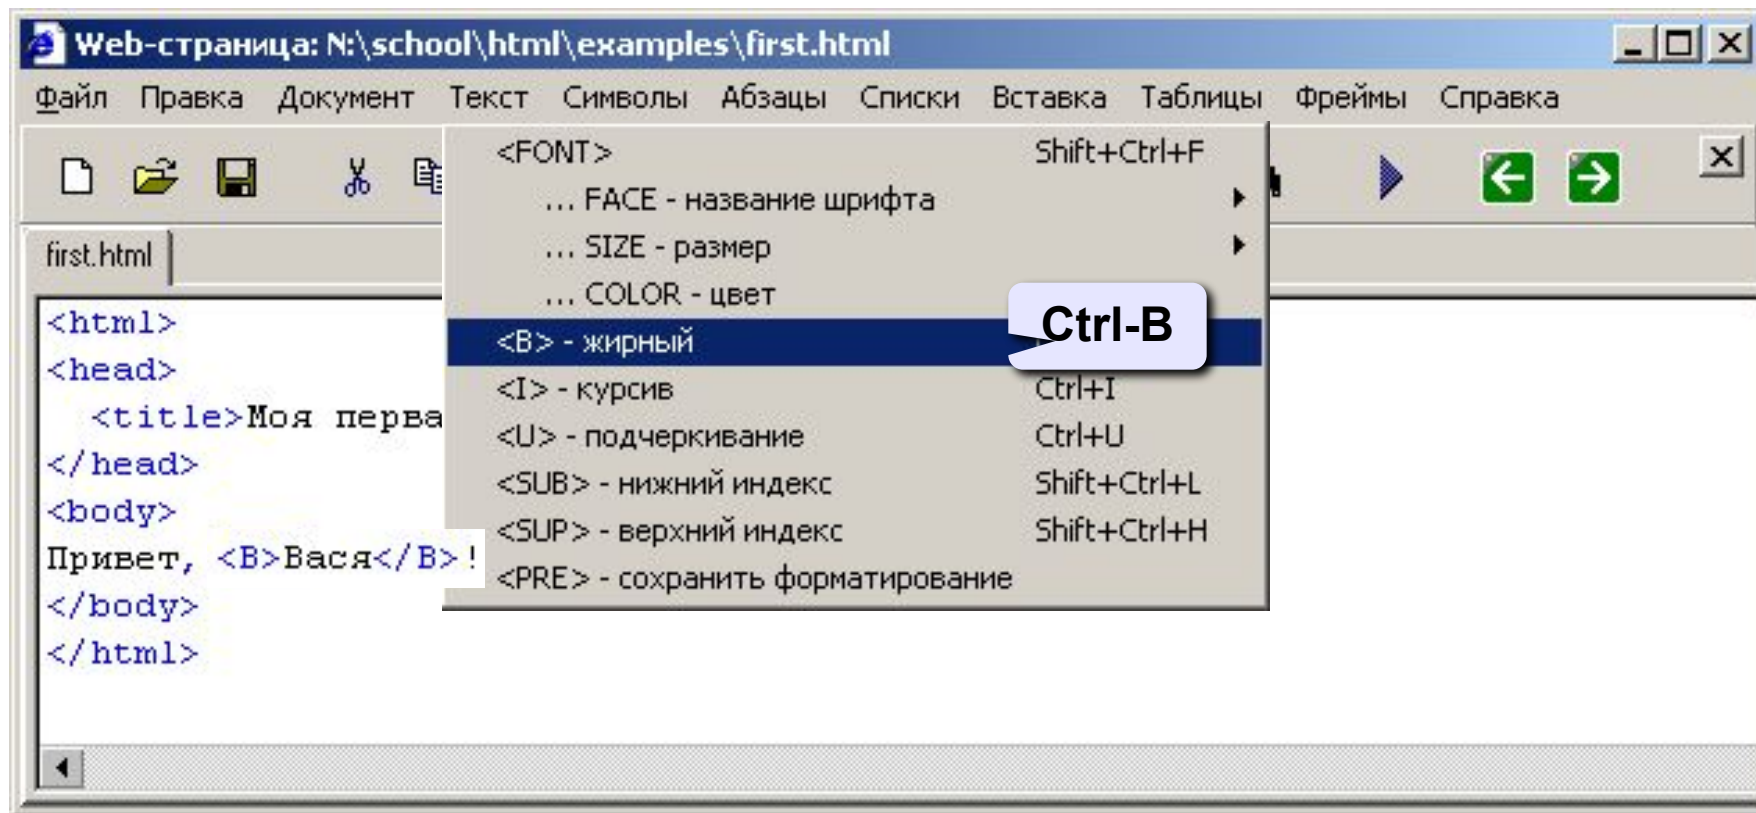 Web-страница: N:\school\html\examples\first.html
Файл Правка Документ Текст Символы Абзацы Списки Вставка Таблицы Фреймы Справка
<FONT> Shift+Ctrl+F
... FACE - название шрифта
... SIZE - размер
... COLOR - цвет
<B> - жирный
Ctrl-B
<I> - курсив Ctrl+I
<U> - подчеркивание Ctrl+U
<SUB> - нижний индекс Shift+Ctrl+L
<SUP> - верхний индекс Shift+Ctrl+H
<PRE> - сохранить форматирование
first.html
<html>
<head>
<title>Моя перва
</head>
<body>
Привет, <B>Вася</B>!
</body>
</html>